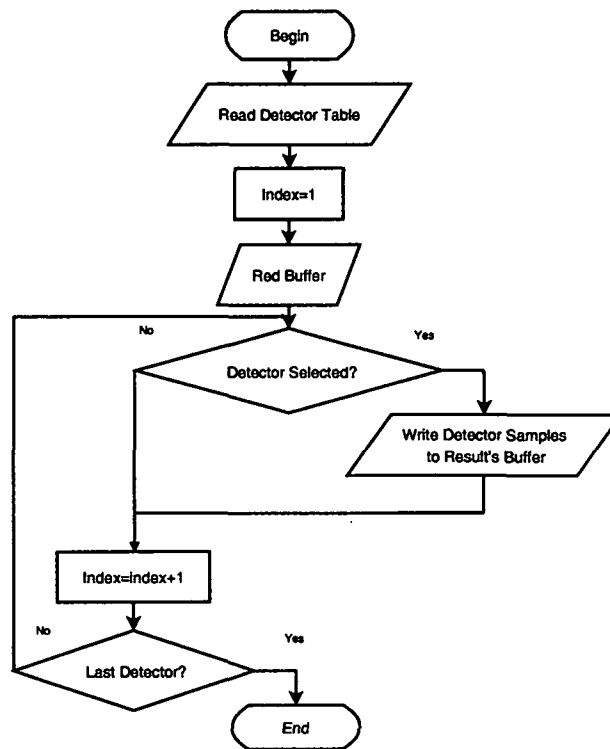 Begin
Read Detector Table
Index=1
Red Buffer
No
Yes
Detector Selected?
Write Detector Samples
to Result's Buffer
Index=index+1
No
Yes
Last Detector?
End